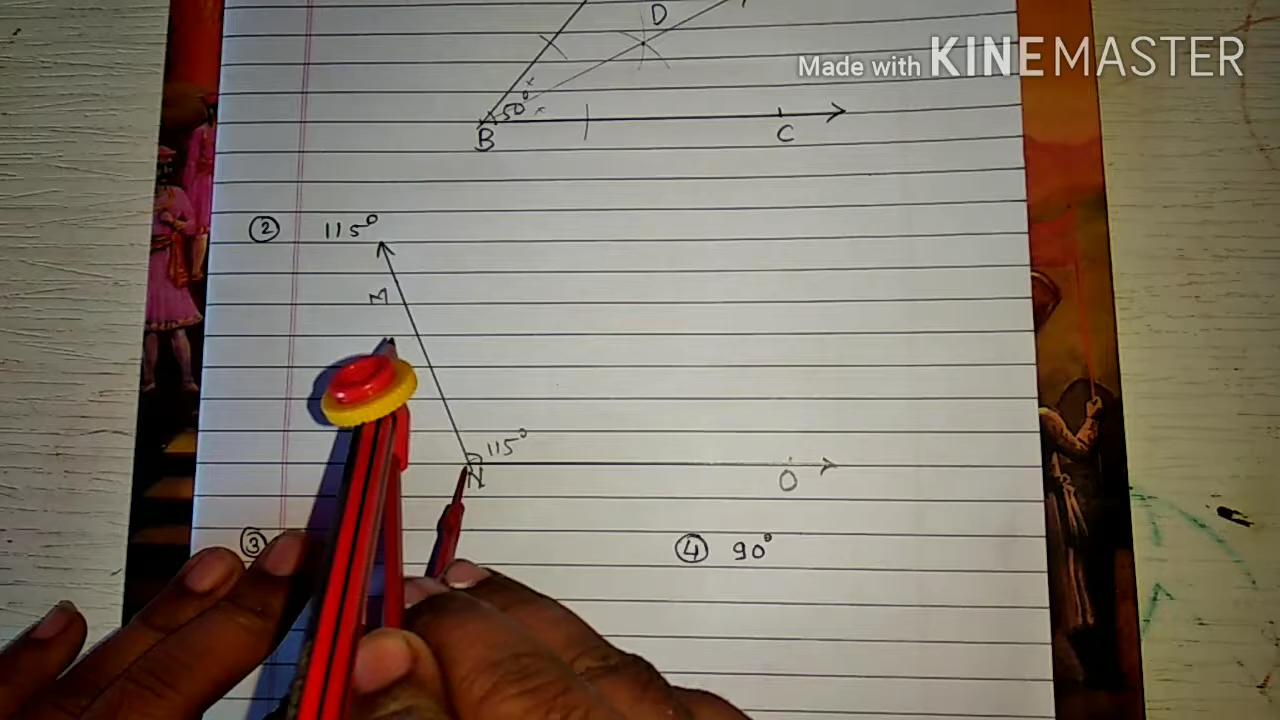 D
Made with KINEMASTER
50°
B
C
② 115°
M
115°
N
O
③
④ 90°